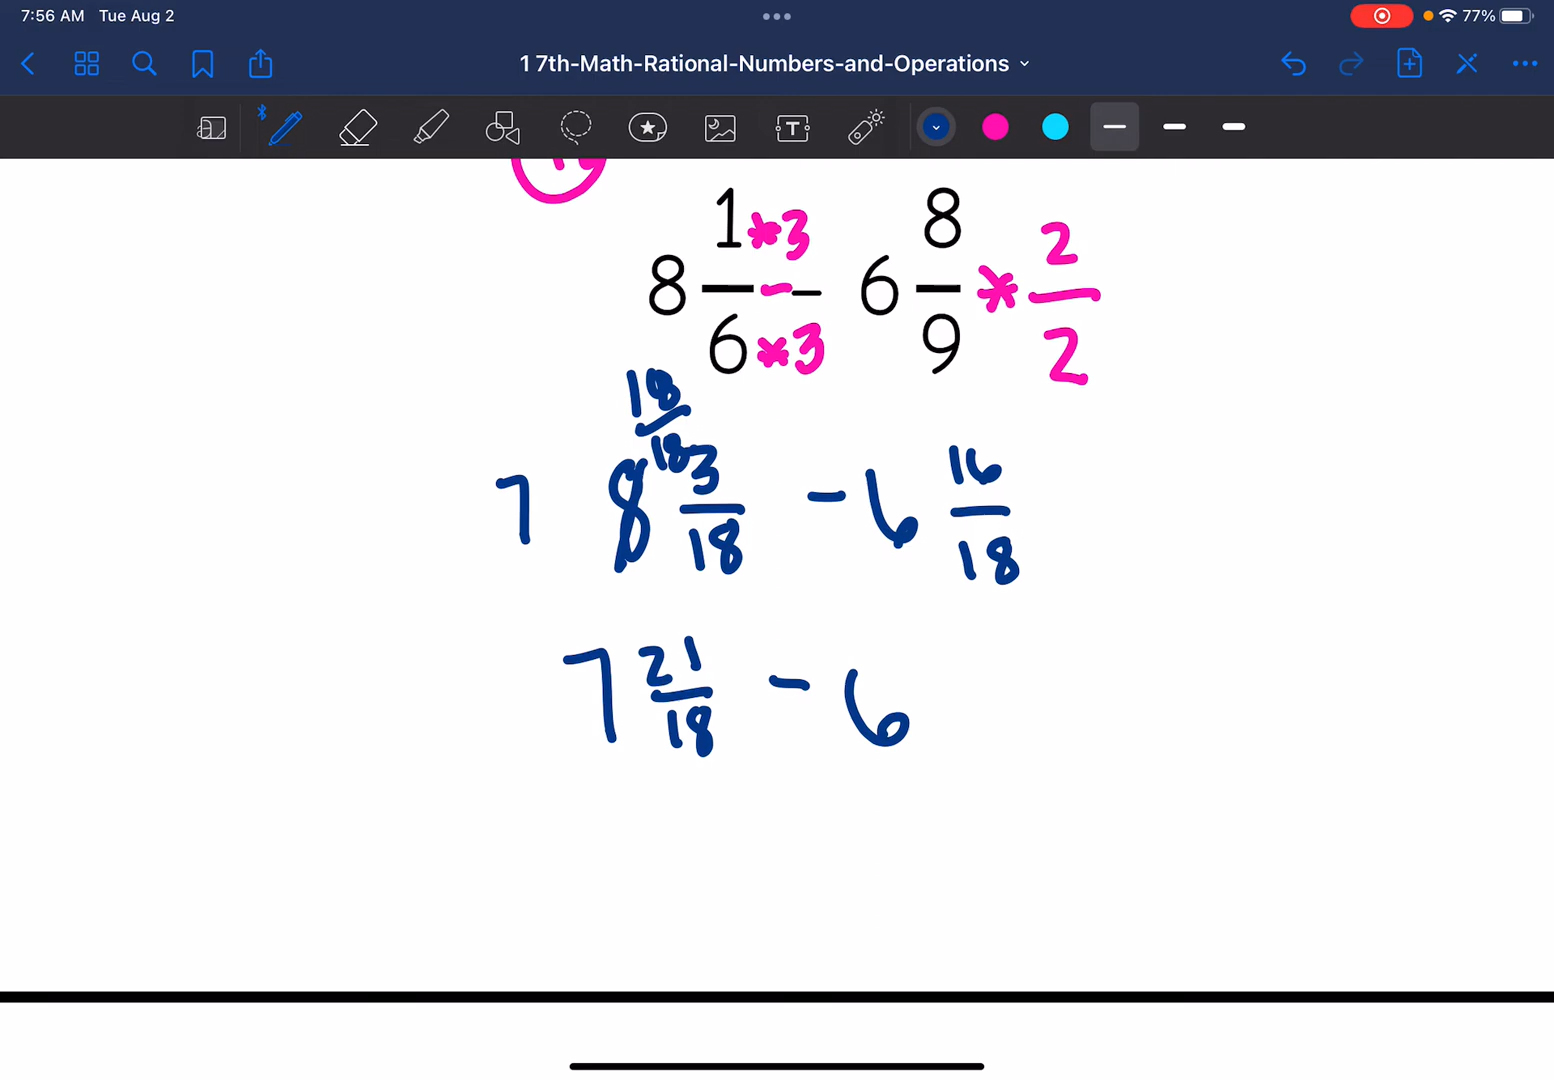 7:56 AM Tue Aug 2 77%
1 7th-Math-Rational-Numbers-and-Operations
T
8 1/6 *3/*3 − 6 8/9 * 2/2
18/18
7 8 3/18 - 6 16/18
7 21/18 - 6